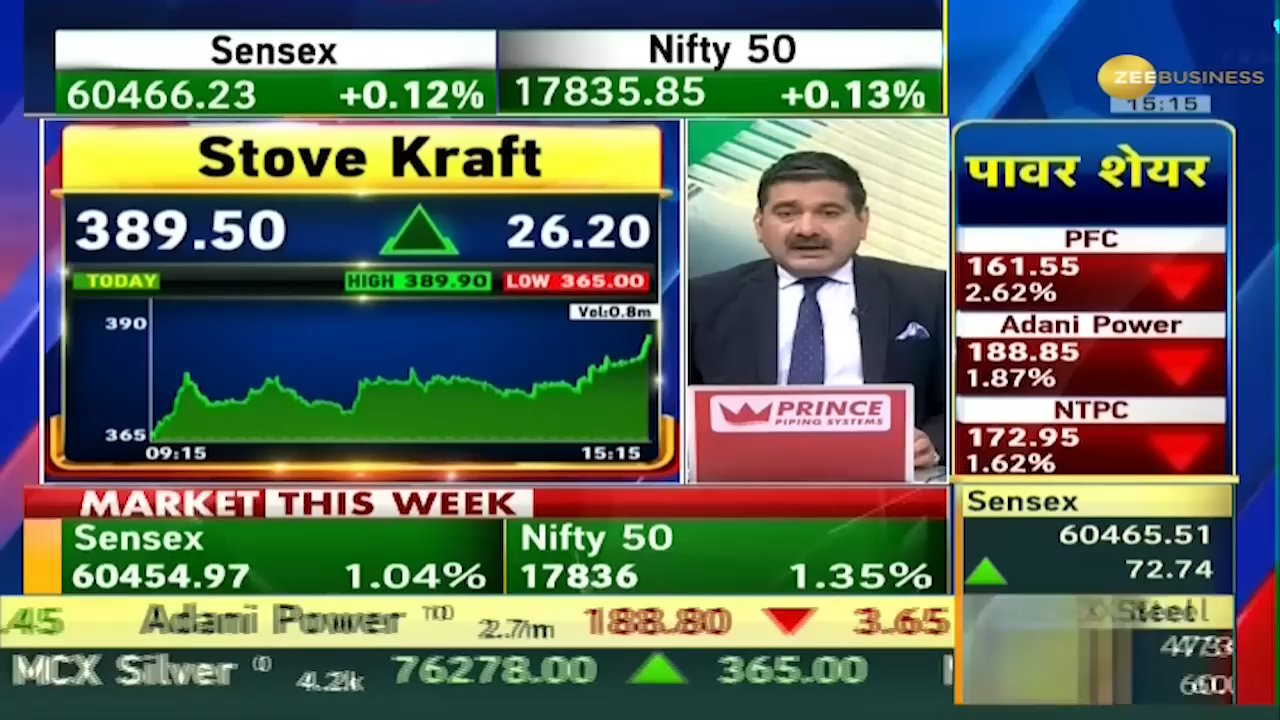 Sensex
60466.23 +0.12%
Nifty 50
17835.85 +0.13%
ZEEBUSINESS
15:15
Stove Kraft
389.50 26.20
TODAY HIGH 389.90 LOW 365.00
Vol:0.8m
390
365
09:15 15:15
PRINCE
PIPING SYSTEMS
पावर शेयर
PFC
161.55
2.62%
Adani Power
188.85
1.87%
NTPC
172.95
1.62%
MARKET THIS WEEK
Sensex
60454.97 1.04%
Nifty 50
17836 1.35%
Sensex
60465.51
72.74
.45 Adani Power 2.7m 188.80 3.65
Steel
MCX Silver 4.2k 76278.00 365.00